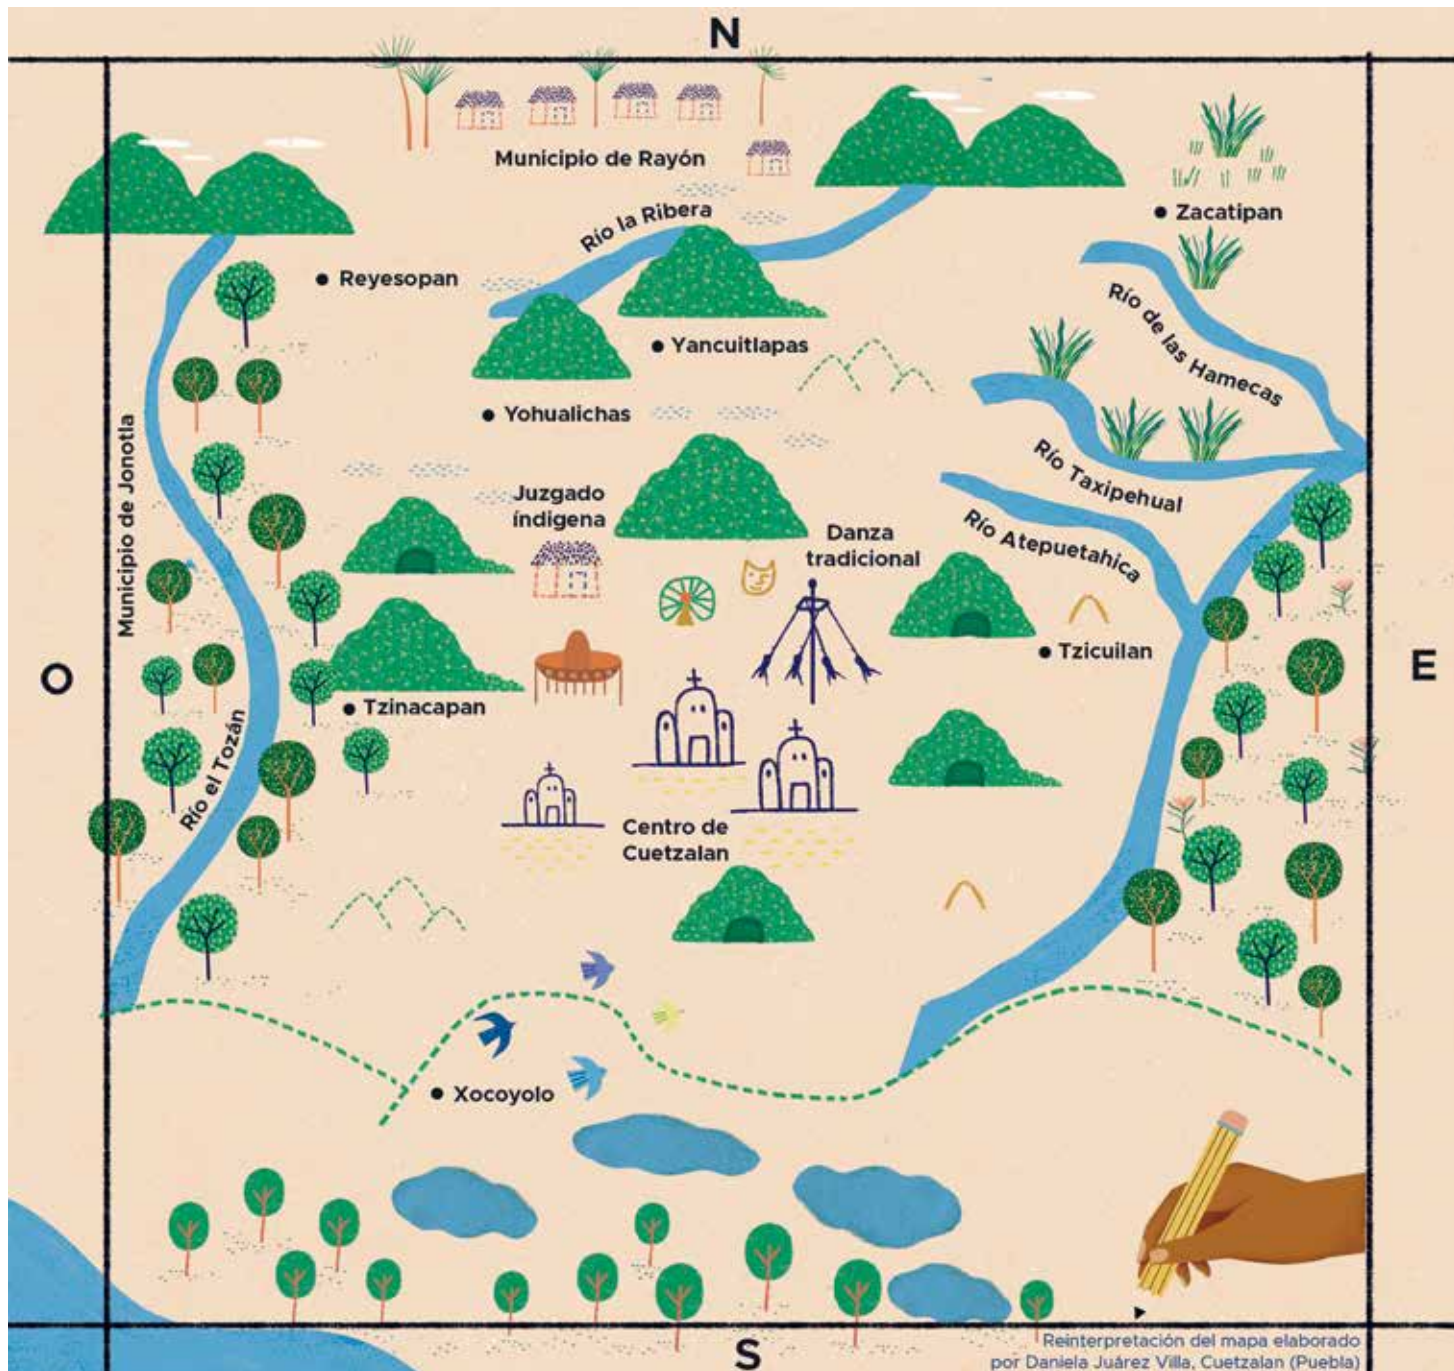 N
Municipio de Rayón
Río la Ribera
Zacatipan
Reyesopan
Río de las Hamecas
Yancuitlapas
Yohualichas
Municipio de Jonotla
Río Taxipehual
Juzgado
índigena
Danza
tradicional
Río Atepuetahica
O
E
Tzicuilan
Tzinacapan
Río el Tozán
Centro de
Cuetzalan
Xocoyolo
Reinterpretación del mapa elaborado
por Daniela Juárez Villa, Cuetzalan (Puebla)
S